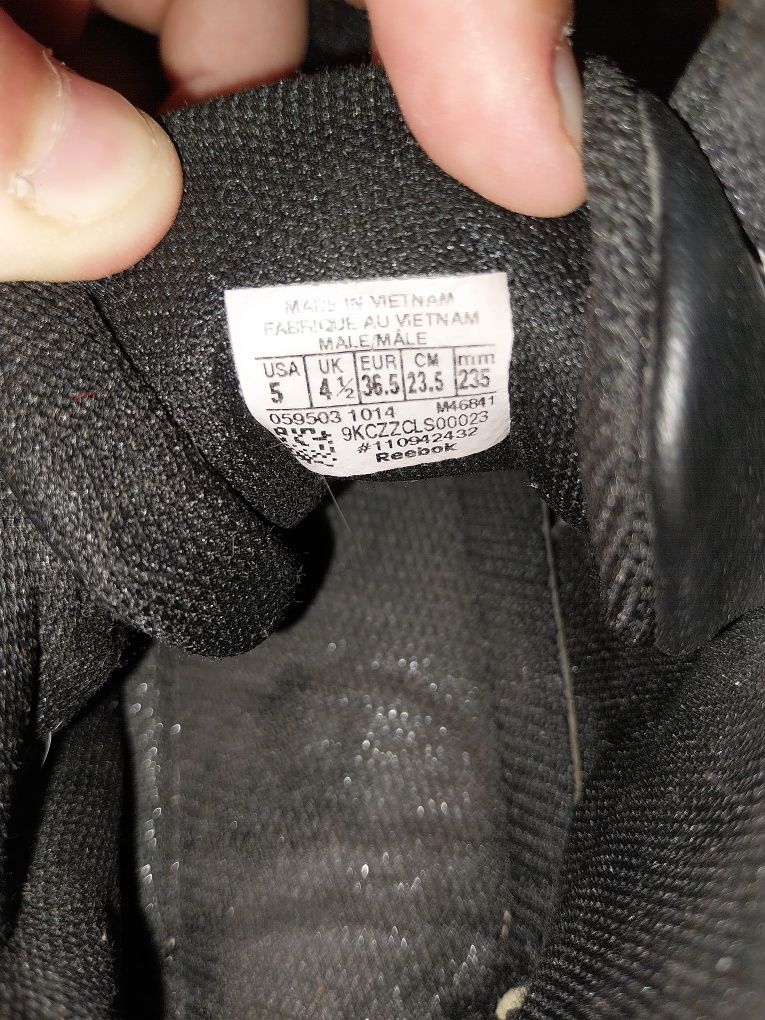 MADE IN VIETNAM
FABRIQUE AU VIETNAM
MALE/MÂLE
USA UK EUR CM mm
5 4 ½ 36.5 23.5 235
059503 1014 M46841
9KCZZCLS00023
#110942432
Reebok